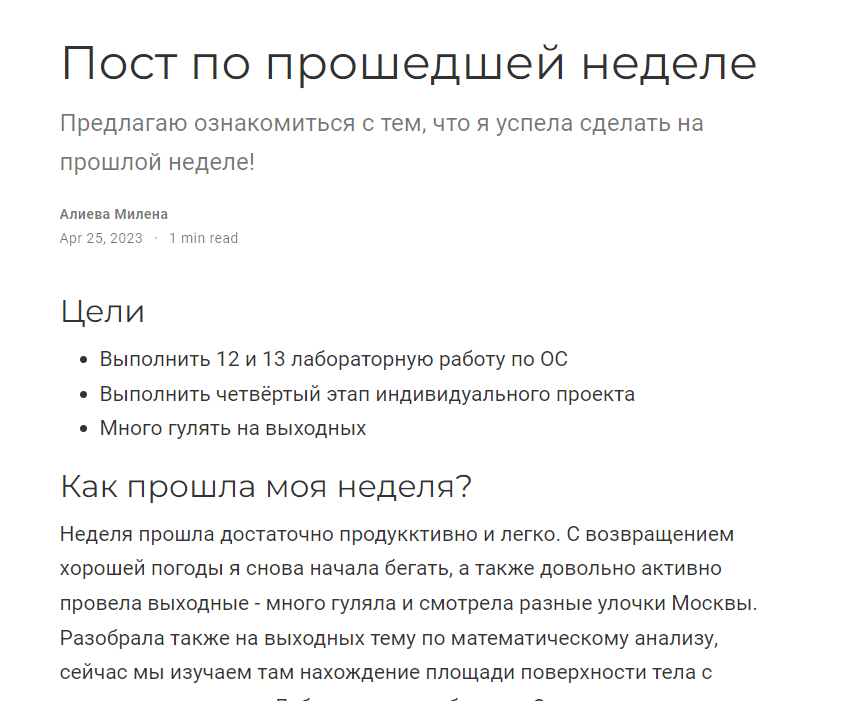 Пост по прошедшей неделе
Предлагаю ознакомиться с тем, что я успела сделать на
прошлой неделе!
Алиева Милена
Apr 25, 2023 · 1 min read
Цели
• Выполнить 12 и 13 лабораторную работу по ОС
• Выполнить четвёртый этап индивидуального проекта
• Много гулять на выходных
Как прошла моя неделя?
Неделя прошла достаточно продукктивно и легко. С возвращением
хорошей погоды я снова начала бегать, а также довольно активно
провела выходные - много гуляла и смотрела разные улочки Москвы.
Разобрала также на выходных тему по математическому анализу,
сейчас мы изучаем там нахождение площади поверхности тела с